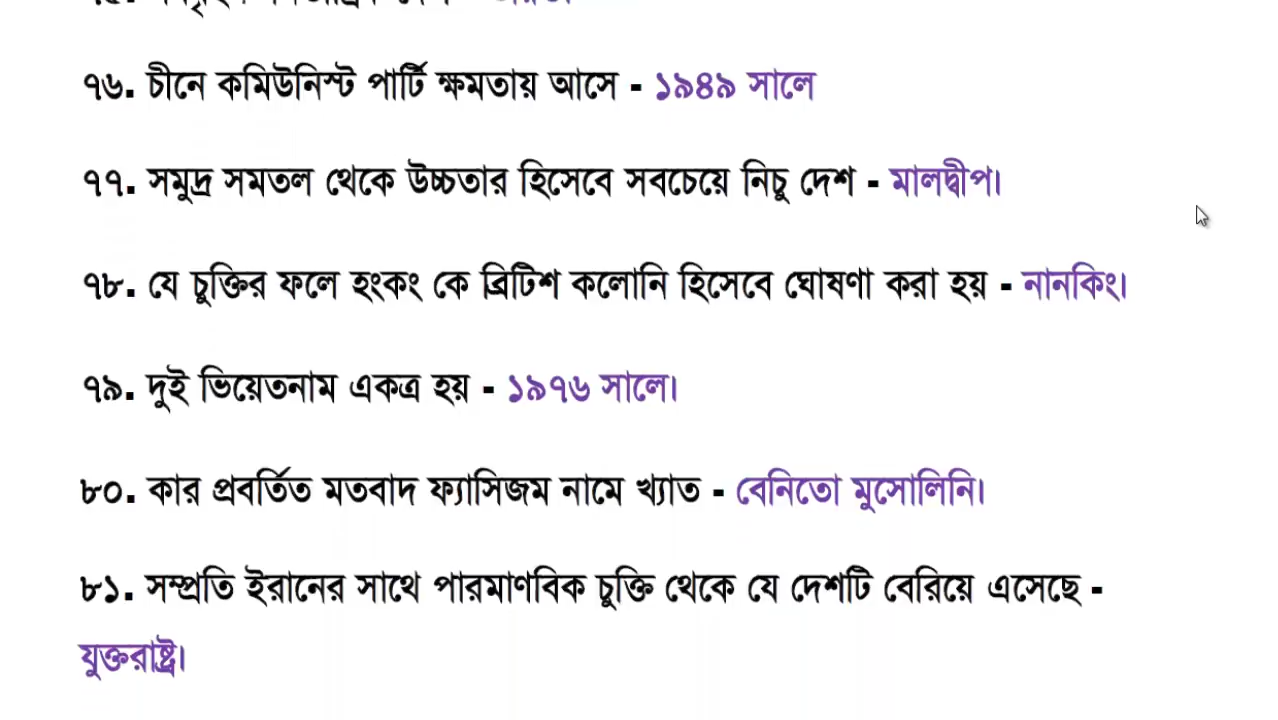 ৭৬. চীনে কমিউনিস্ট পার্টি ক্ষমতায় আসে - ১৯৪৯ সালে
৭৭. সমুদ্র সমতল থেকে উচ্চতার হিসেবে সবচেয়ে নিচু দেশ - মালদ্বীপ।
৭৮. যে চুক্তির ফলে হংকং কে ব্রিটিশ কলোনি হিসেবে ঘোষণা করা হয় - নানকিং।
৭৯. দুই ভিয়েতনাম একত্র হয় - ১৯৭৬ সালে।
৮০. কার প্রবর্তিত মতবাদ ফ্যাসিজম নামে খ্যাত - বেনিতো মুসোলিনি।
৮১. সম্প্রতি ইরানের সাথে পারমাণবিক চুক্তি থেকে যে দেশটি বেরিয়ে এসেছে -
যুক্তরাষ্ট্র।